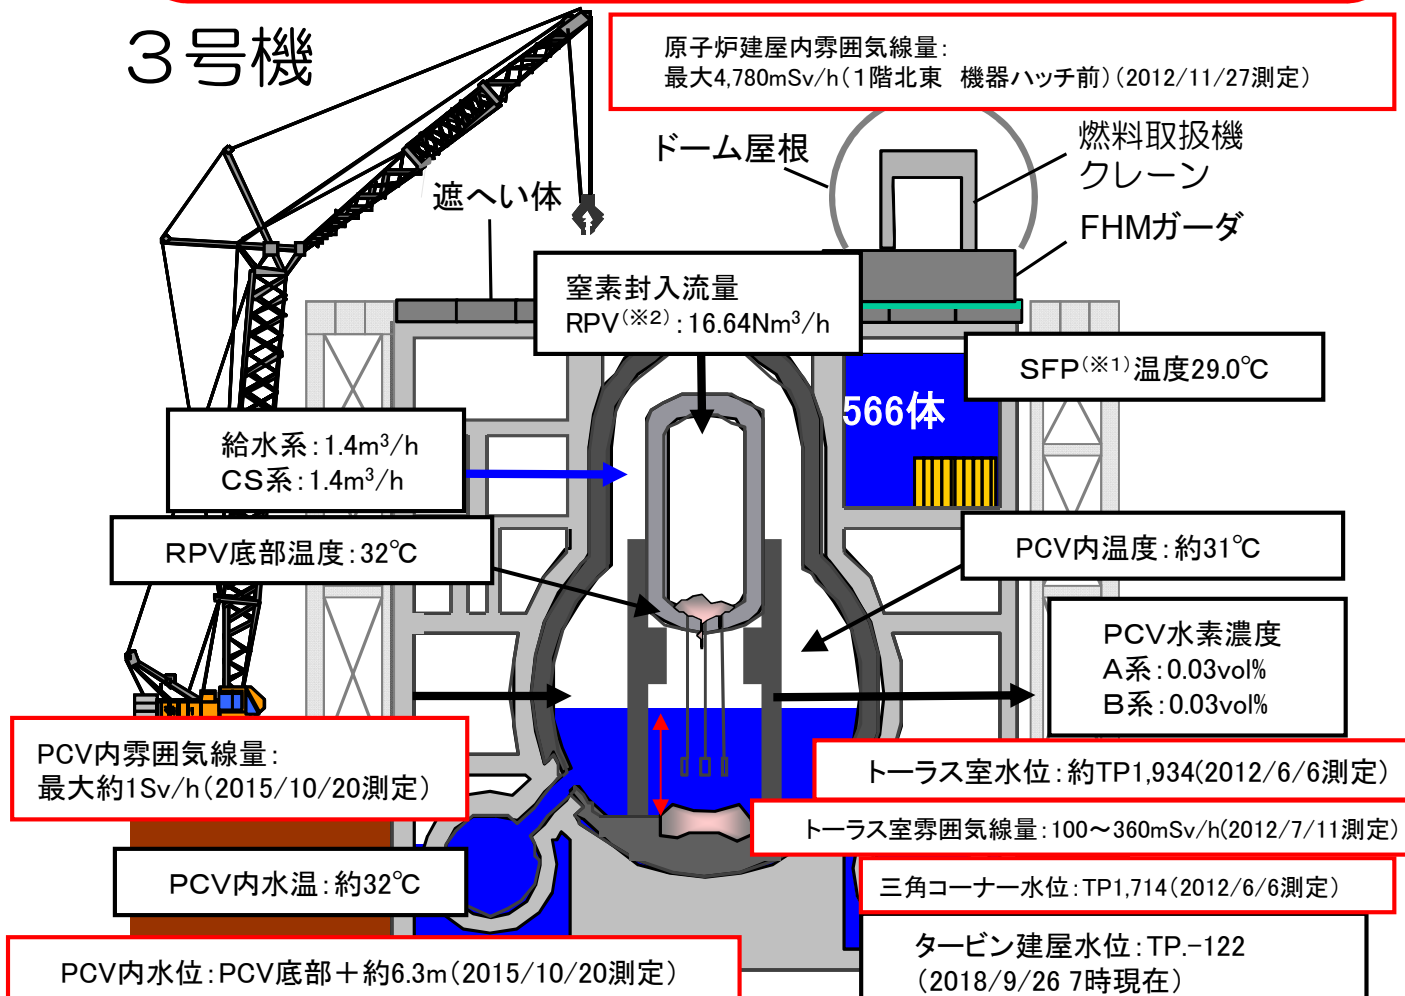 3号機
原子炉建屋内雰囲気線量:
最大4,780mSv/h(1階北東 機器ハッチ前)(2012/11/27測定)
ドーム屋根
燃料取扱機
クレーン
遮へい体
FHMガーダ
窒素封入流量
RPV(※2):16.64Nm³/h
SFP(※1)温度29.0℃
566体
給水系:1.4m³/h
CS系:1.4m³/h
RPV底部温度:32℃
PCV内温度:約31℃
PCV水素濃度
A系:0.03vol%
B系:0.03vol%
PCV内雰囲気線量:
最大約1Sv/h(2015/10/20測定)
トーラス室水位:約TP1,934(2012/6/6測定)
トーラス室雰囲気線量:100~360mSv/h(2012/7/11測定)
PCV内水温:約32℃
三角コーナー水位:TP1,714(2012/6/6測定)
PCV内水位:PCV底部+約6.3m(2015/10/20測定)
タービン建屋水位:TP.-122
(2018/9/26 7時現在)